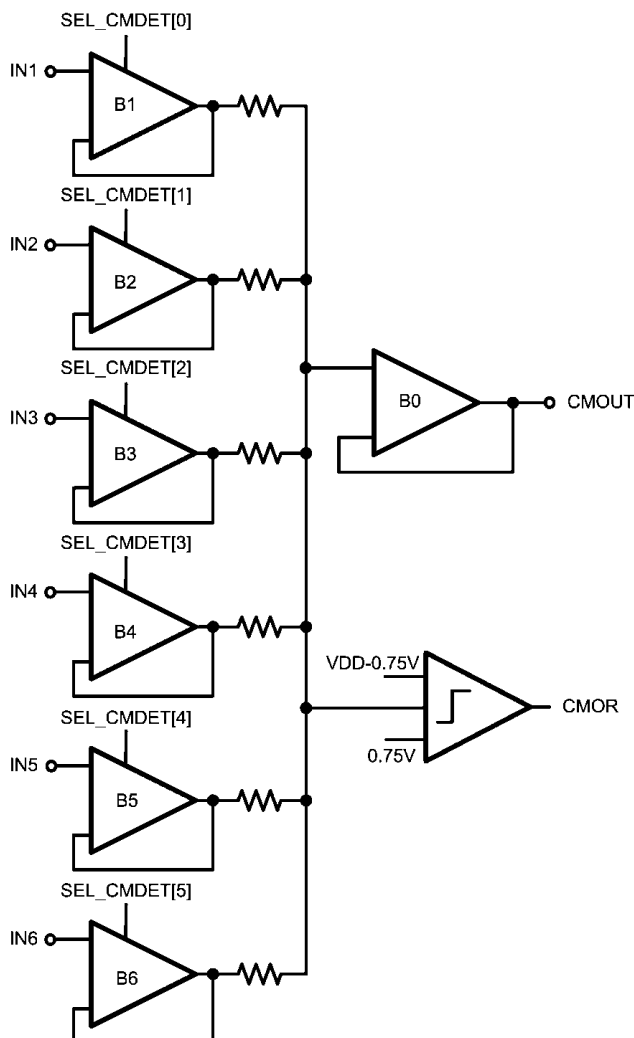 SEL_CMDET[0]
IN1
B1
SEL_CMDET[1]
IN2
B2
SEL_CMDET[2]
IN3
B3
B0
CMOUT
SEL_CMDET[3]
IN4
B4
VDD-0.75V
CMOR
0.75V
SEL_CMDET[4]
IN5
B5
SEL_CMDET[5]
IN6
B6